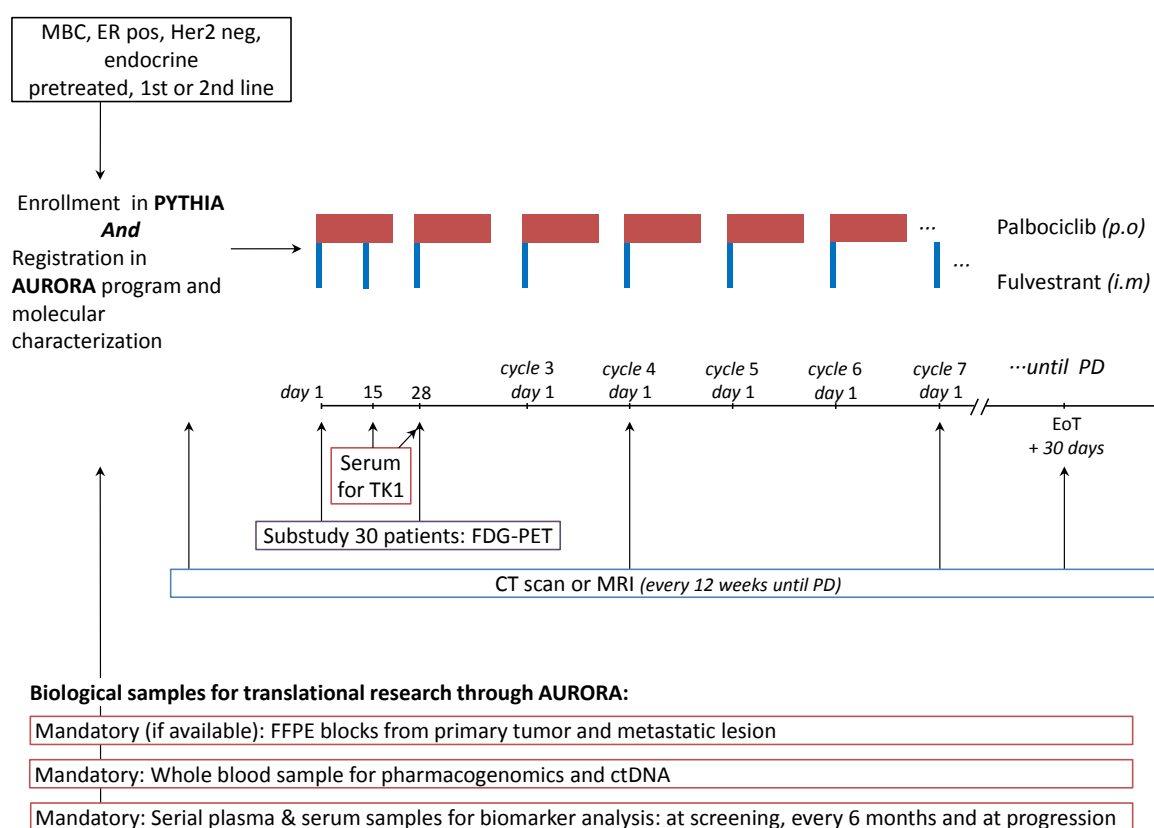 MBC, ER pos, Her2 neg,
endocrine
pretreated, 1st or 2nd line
Enrollment in PYTHIA
And
Registration in
AURORA program and
molecular
characterization
...
Palbociclib (p.o)
...
Fulvestrant (i.m)
day 1
15
28
cycle 3
day 1
cycle 4
day 1
cycle 5
day 1
cycle 6
day 1
cycle 7
day 1
...until PD
EoT
+ 30 days
Serum
for TK1
Substudy 30 patients: FDG-PET
CT scan or MRI (every 12 weeks until PD)
Biological samples for translational research through AURORA:
Mandatory (if available): FFPE blocks from primary tumor and metastatic lesion
Mandatory: Whole blood sample for pharmacogenomics and ctDNA
Mandatory: Serial plasma & serum samples for biomarker analysis: at screening, every 6 months and at progression